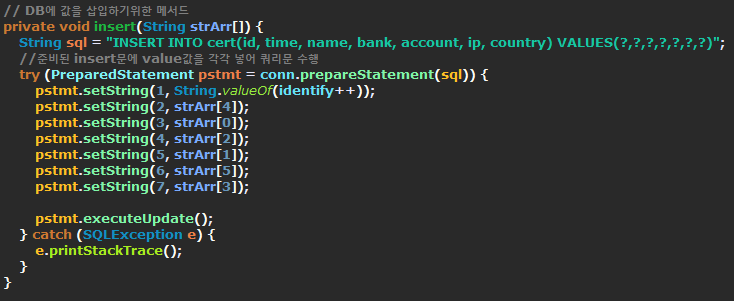 // DB에 값을 삽입하기위한 메서드
private void insert(String strArr[]) {
  String sql = "INSERT INTO cert(id, time, name, bank, account, ip, country) VALUES(?,?,?,?,?,?,?)";
  //준비된 insert문에 value값을 각각 넣어 쿼리문 수행
  try (PreparedStatement pstmt = conn.prepareStatement(sql)) {
    pstmt.setString(1, String.valueOf(identify++));
    pstmt.setString(2, strArr[4]);
    pstmt.setString(3, strArr[0]);
    pstmt.setString(4, strArr[2]);
    pstmt.setString(5, strArr[1]);
    pstmt.setString(6, strArr[5]);
    pstmt.setString(7, strArr[3]);

    pstmt.executeUpdate();
  } catch (SQLException e) {
    e.printStackTrace();
  }
}